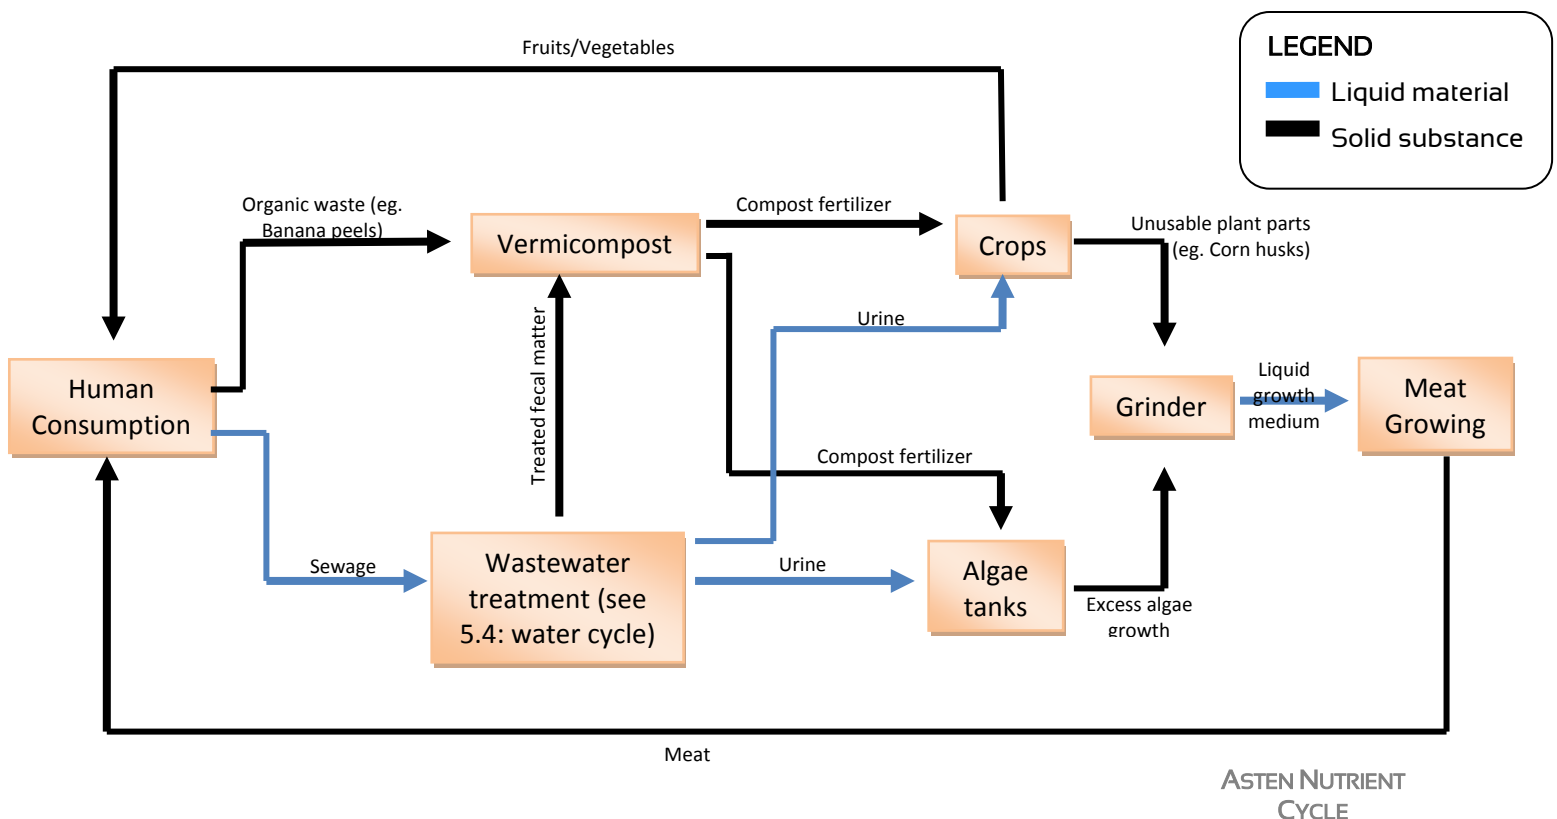 Fruits/Vegetables
LEGEND
Liquid material
Solid substance
Organic waste (eg.
Banana peels)
Vermicompost
Compost fertilizer
Crops
Unusable plant parts
(eg. Corn husks)
Treated fecal matter
Urine
Human
Consumption
Grinder
Liquid
growth
medium
Meat
Growing
Compost fertilizer
Sewage
Wastewater
treatment (see
5.4: water cycle)
Urine
Algae
tanks
Excess algae
growth
Meat
ASTEN NUTRIENT
CYCLE